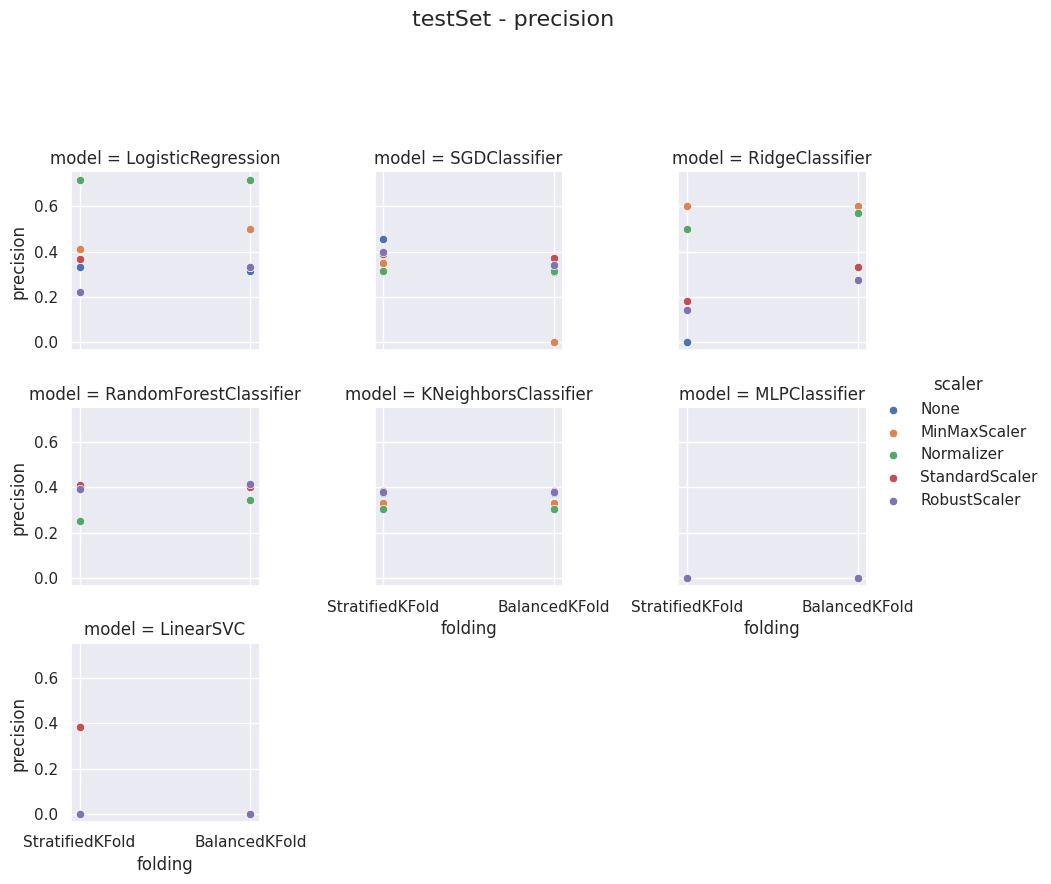 testSet - precision
model = LogisticRegression
model = SGDClassifier
model = RidgeClassifier
0.6
0.4
0.2
0.0
precision
model = RandomForestClassifier
model = KNeighborsClassifier
model = MLPClassifier
0.6
0.4
0.2
0.0
precision
StratifiedKFold
BalancedKFold
folding
StratifiedKFold
BalancedKFold
folding
scaler
None
MinMaxScaler
Normalizer
StandardScaler
RobustScaler
model = LinearSVC
0.6
0.4
0.2
0.0
precision
StratifiedKFold
BalancedKFold
folding